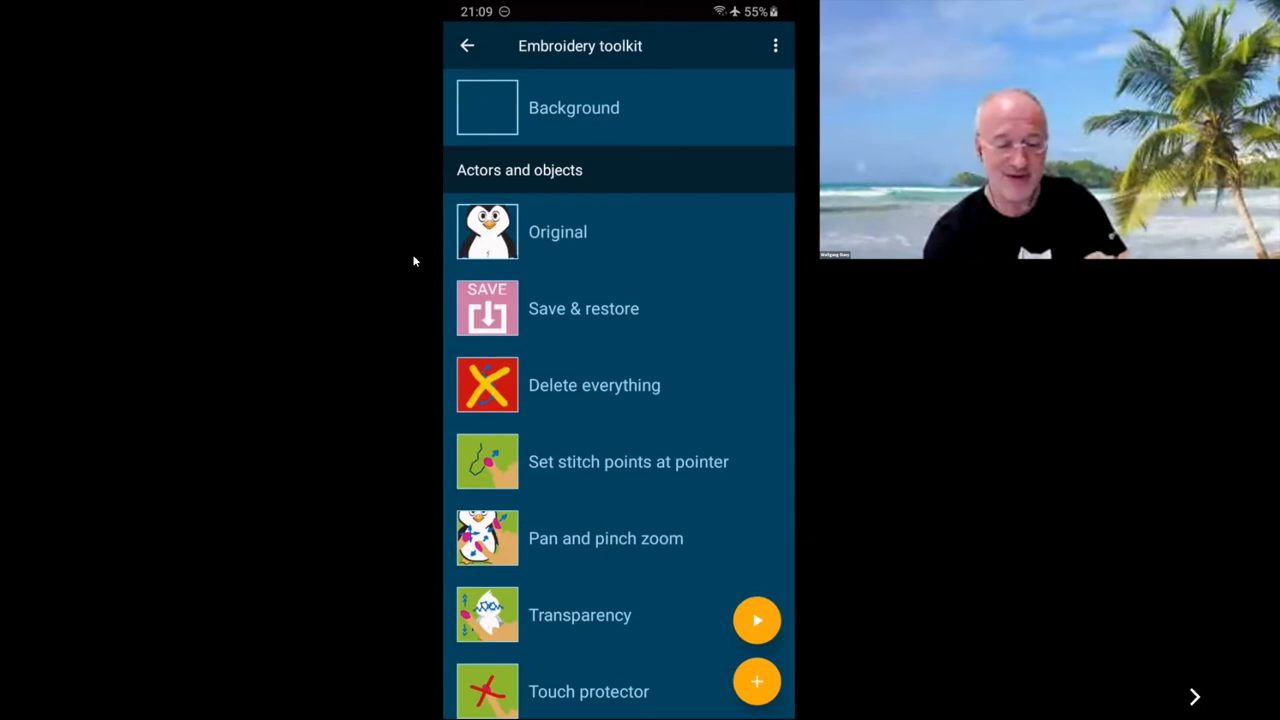 21:09
55%
Embroidery toolkit
Background
Actors and objects
Original
SAVE
Save & restore
Delete everything
Set stitch points at pointer
Pan and pinch zoom
Transparency
Touch protector